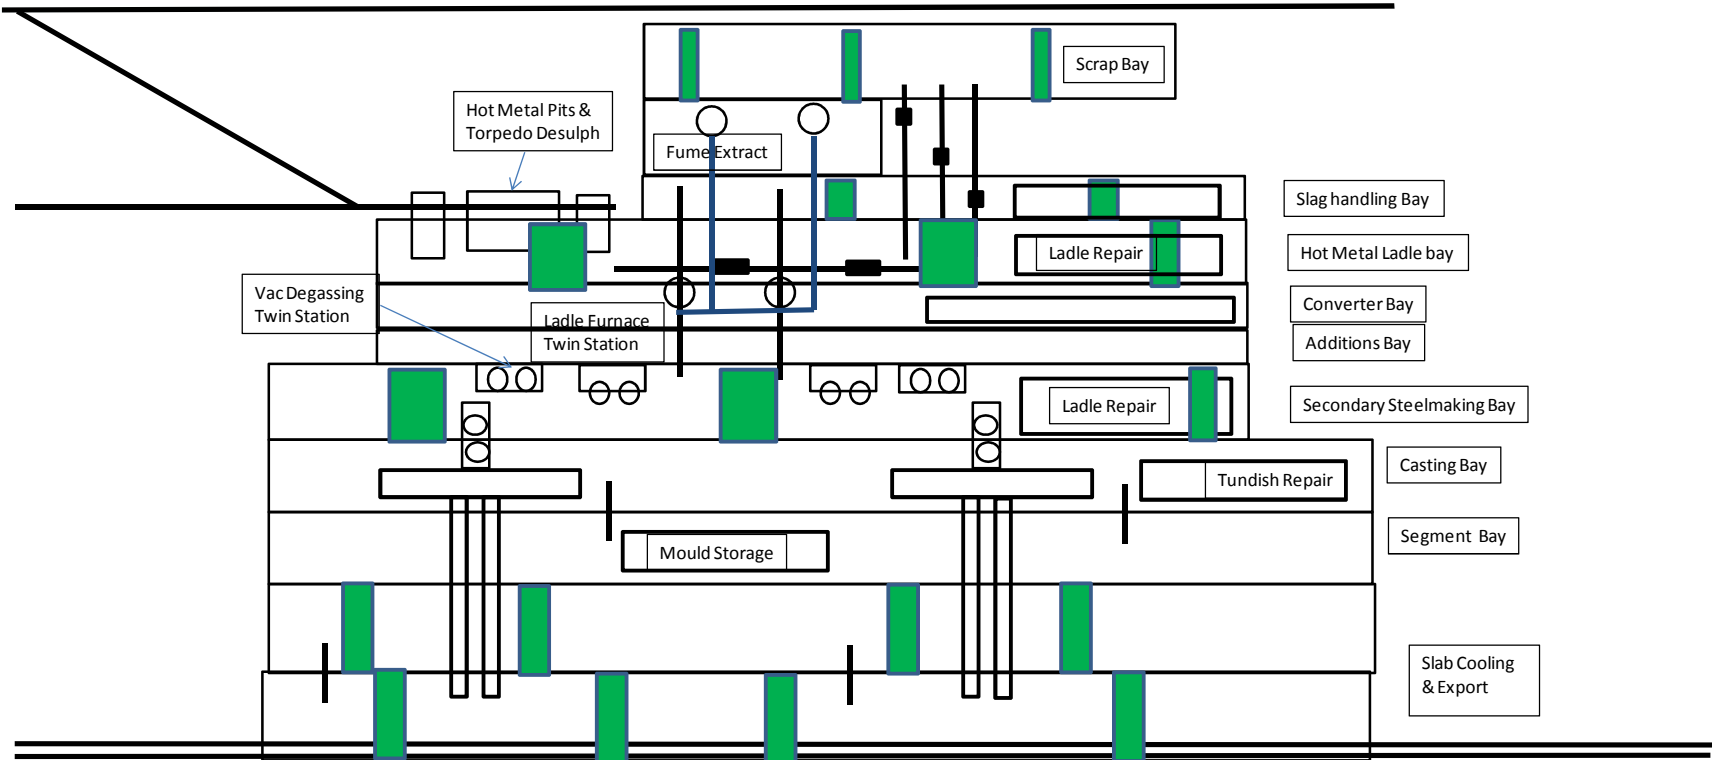 Scrap Bay
Hot Metal Pits &
Torpedo Desulph
Fume Extract
Slag handling Bay
Ladle Repair
Hot Metal Ladle bay
Vac Degassing
Twin Station
Converter Bay
Ladle Furnace
Twin Station
Additions Bay
Ladle Repair
Secondary Steelmaking Bay
Casting Bay
Tundish Repair
Segment Bay
Mould Storage
Slab Cooling
& Export